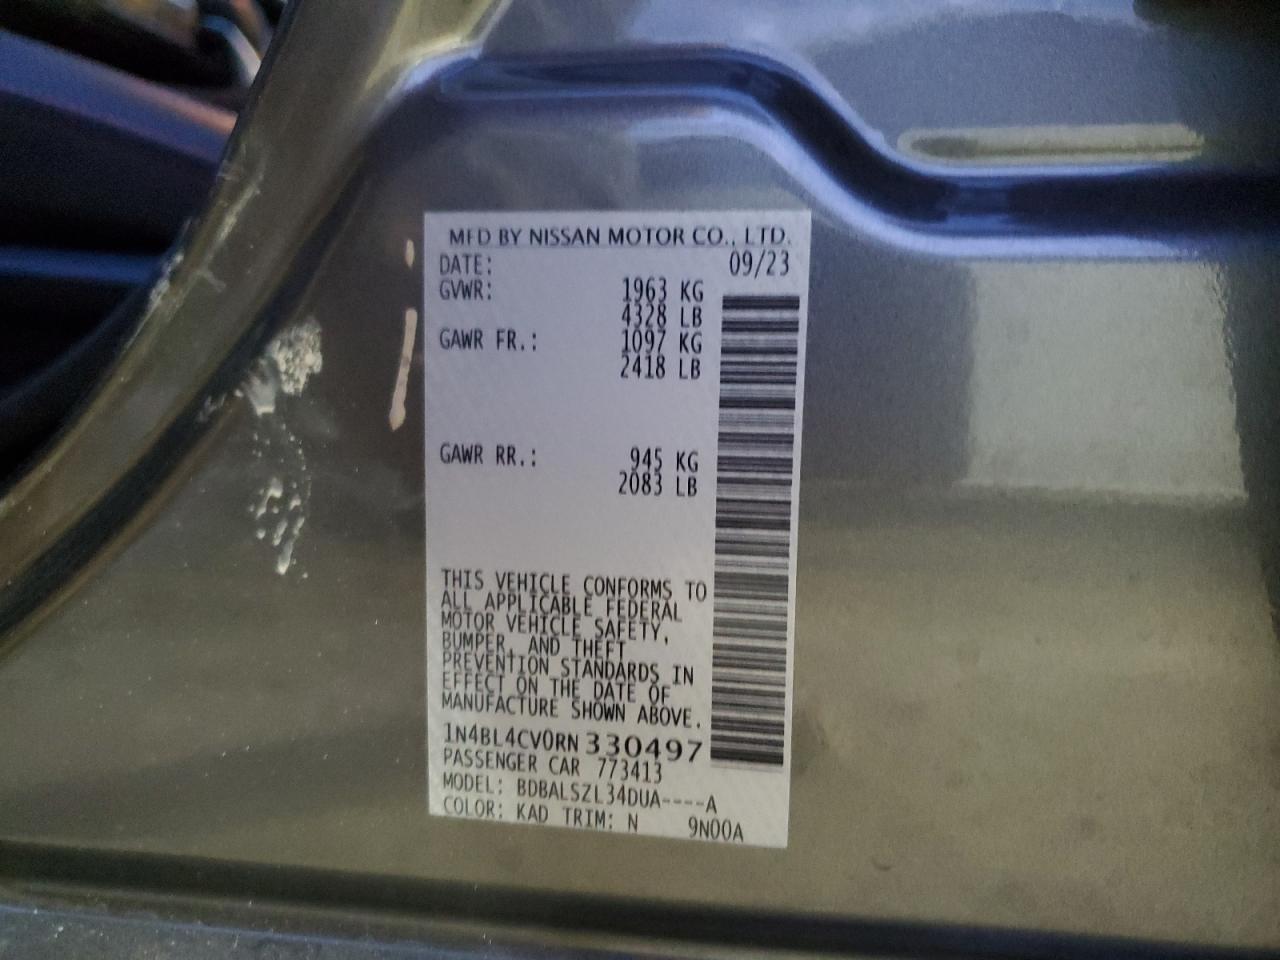 MFD BY NISSAN MOTOR CO., LTD.
DATE: 09/23
GVWR: 1963 KG
4328 LB
GAWR FR.: 1097 KG
2418 LB
GAWR RR.: 945 KG
2083 LB
THIS VEHICLE CONFORMS TO
ALL APPLICABLE FEDERAL
MOTOR VEHICLE SAFETY,
BUMPER, AND THEFT
PREVENTION STANDARDS IN
EFFECT ON THE DATE OF
MANUFACTURE SHOWN ABOVE.
1N4BL4CV0RN 330497
PASSENGER CAR 773413
MODEL: BDBALSZL34DUA----A
COLOR: KAD TRIM: N 9N00A